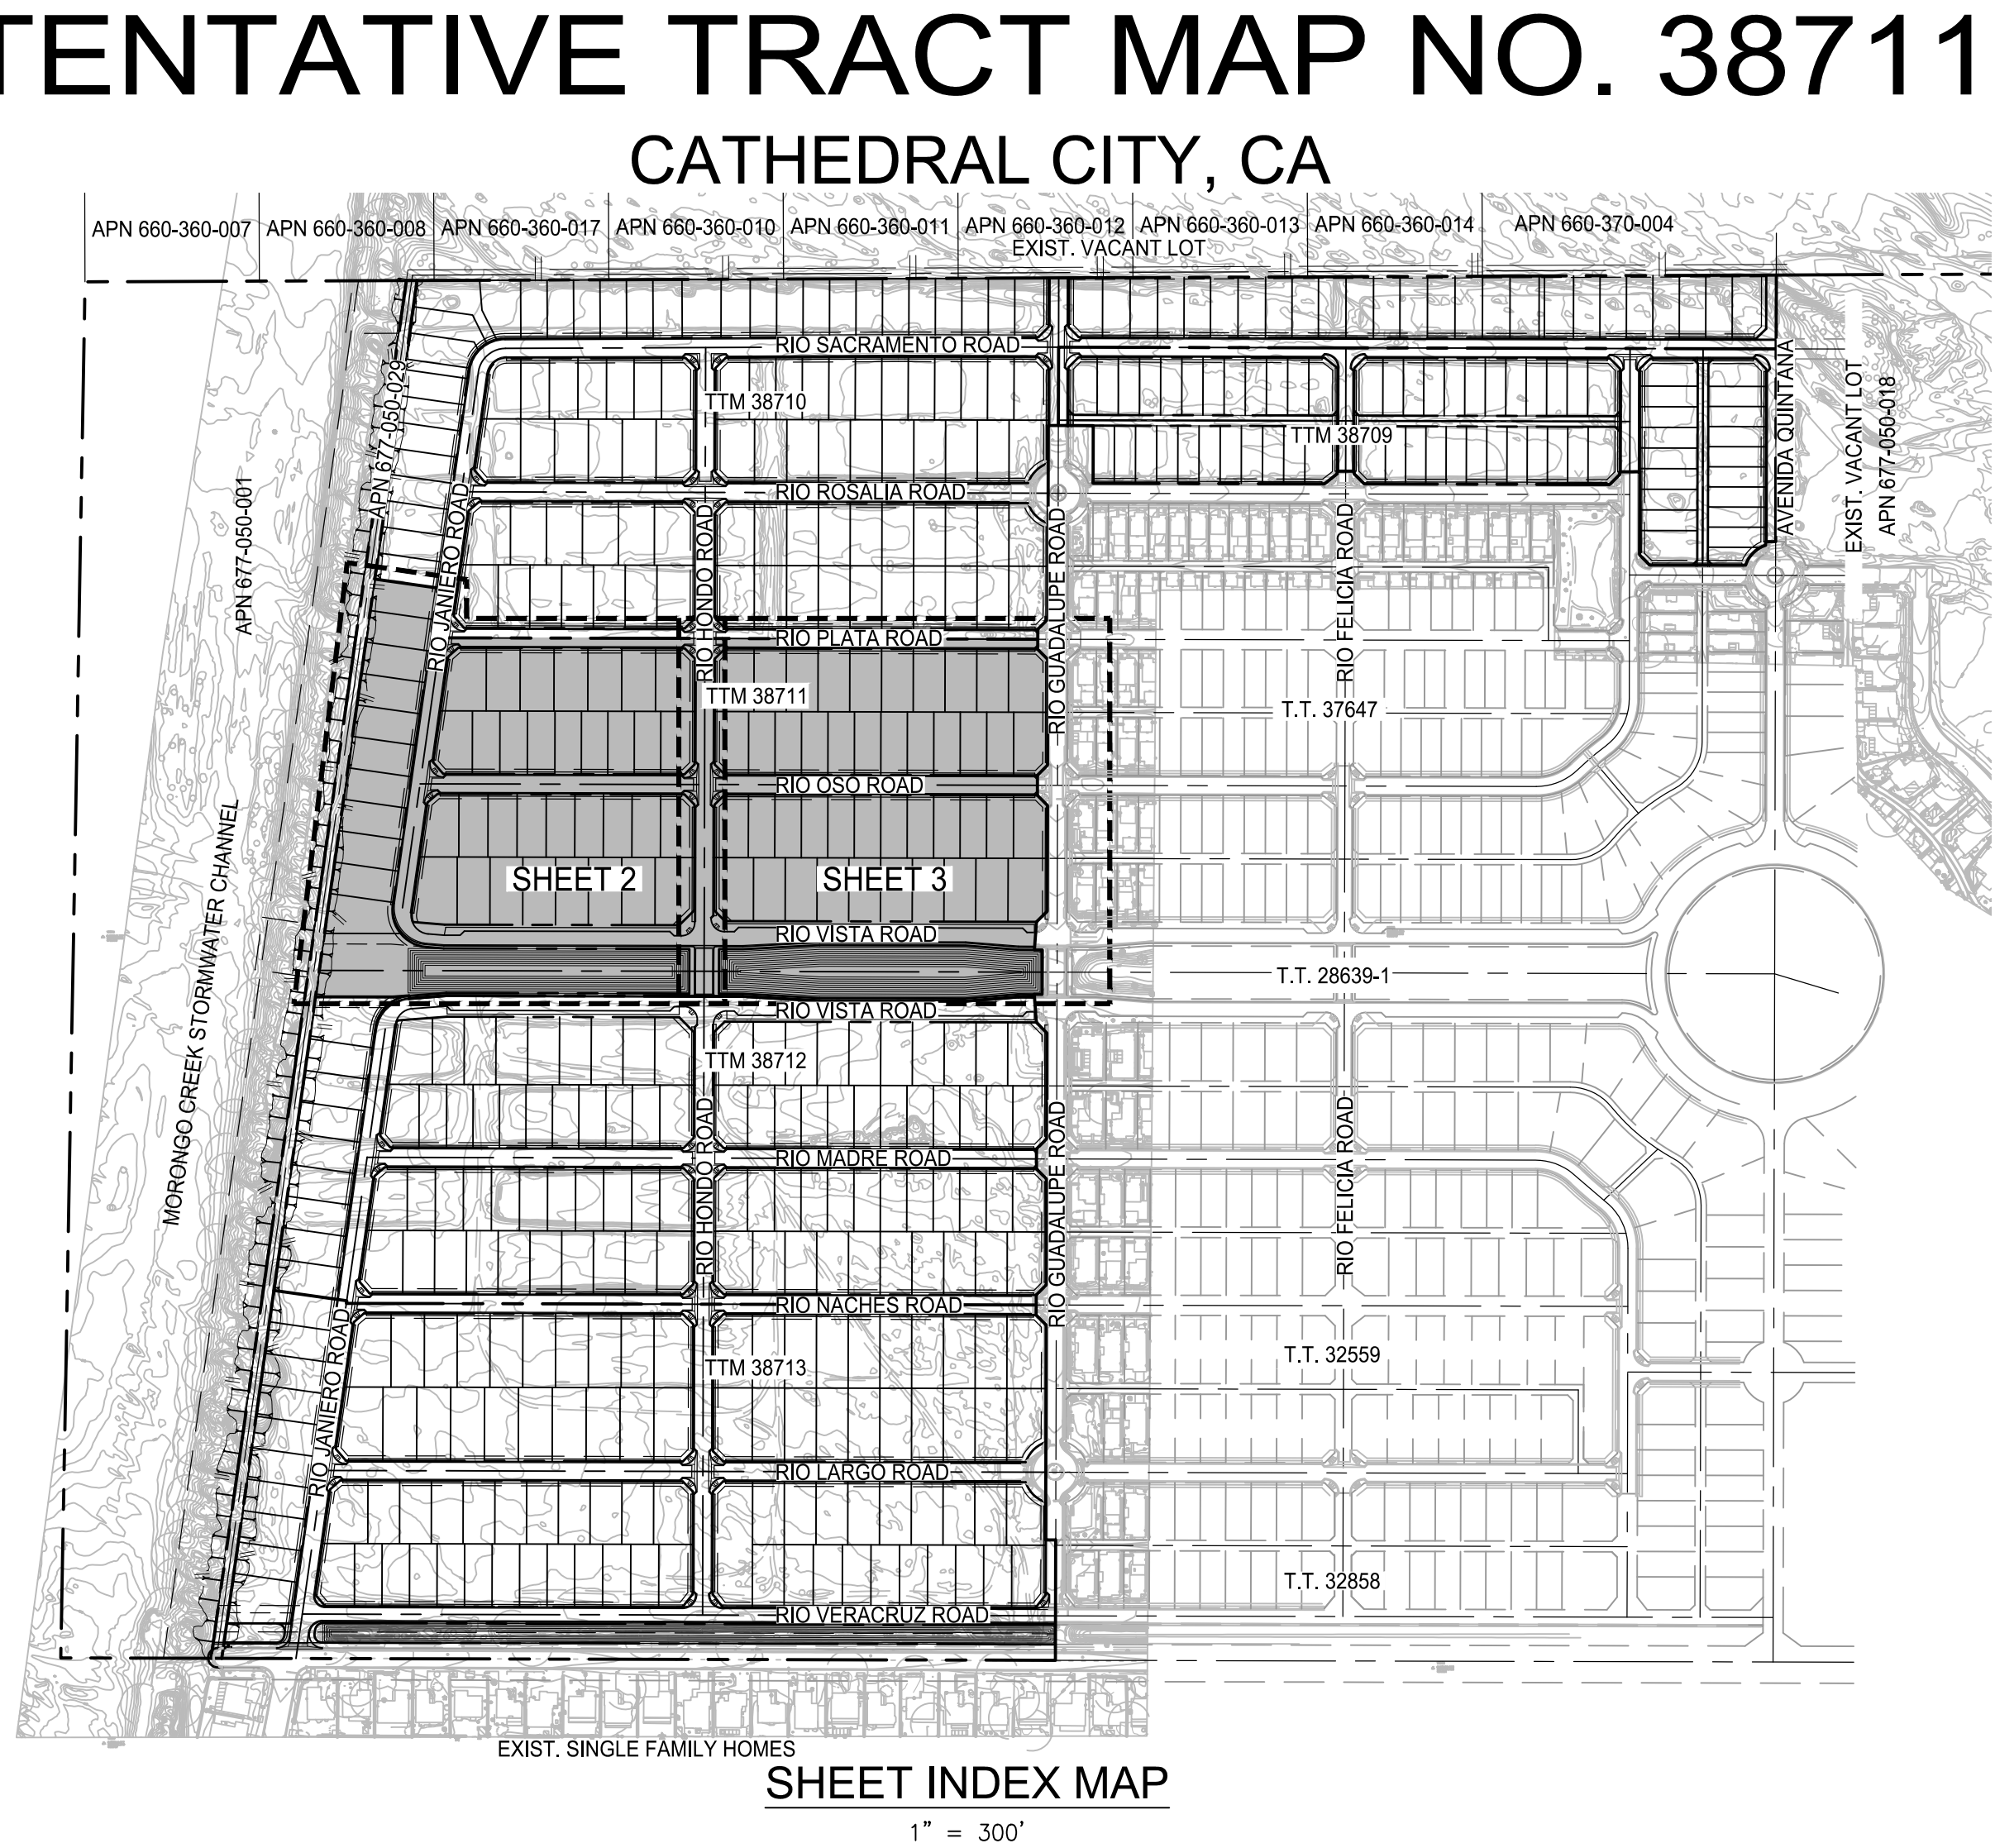 TENTATIVE TRACT MAP NO. 38711
CATHEDRAL CITY, CA
APN 660-360-007
APN 660-360-008
APN 660-360-017
APN 660-360-010
APN 660-360-011
APN 660-360-012
APN 660-360-013
APN 660-360-014
APN 660-370-004
EXIST. VACANT LOT
RIO SACRAMENTO ROAD
AVENIDA QUINTANA
EXIST. VACANT LOT
APN 677-050-018
APN 677-050-029
TTM 38710
TTM 38709
APN 677-050-001
RIO JANIERO ROAD
RIO ROSALIA ROAD
RIO HONDO ROAD
RIO GUADALUPE ROAD
RIO FELICIA ROAD
RIO PLATA ROAD
TTM 38711
T.T. 37647
RIO OSO ROAD
SHEET 2
SHEET 3
MORONGO CREEK STORMWATER CHANNEL
RIO VISTA ROAD
T.T. 28639-1
RIO VISTA ROAD
TTM 38712
RIO HONDO ROAD
RIO GUADALUPE ROAD
RIO FELICIA ROAD
RIO MADRE ROAD
RIO NACHES ROAD
RIO JANIERO ROAD
TTM 38713
T.T. 32559
RIO LARGO ROAD
T.T. 32858
RIO VERACRUZ ROAD
EXIST. SINGLE FAMILY HOMES
SHEET INDEX MAP
1" = 300'